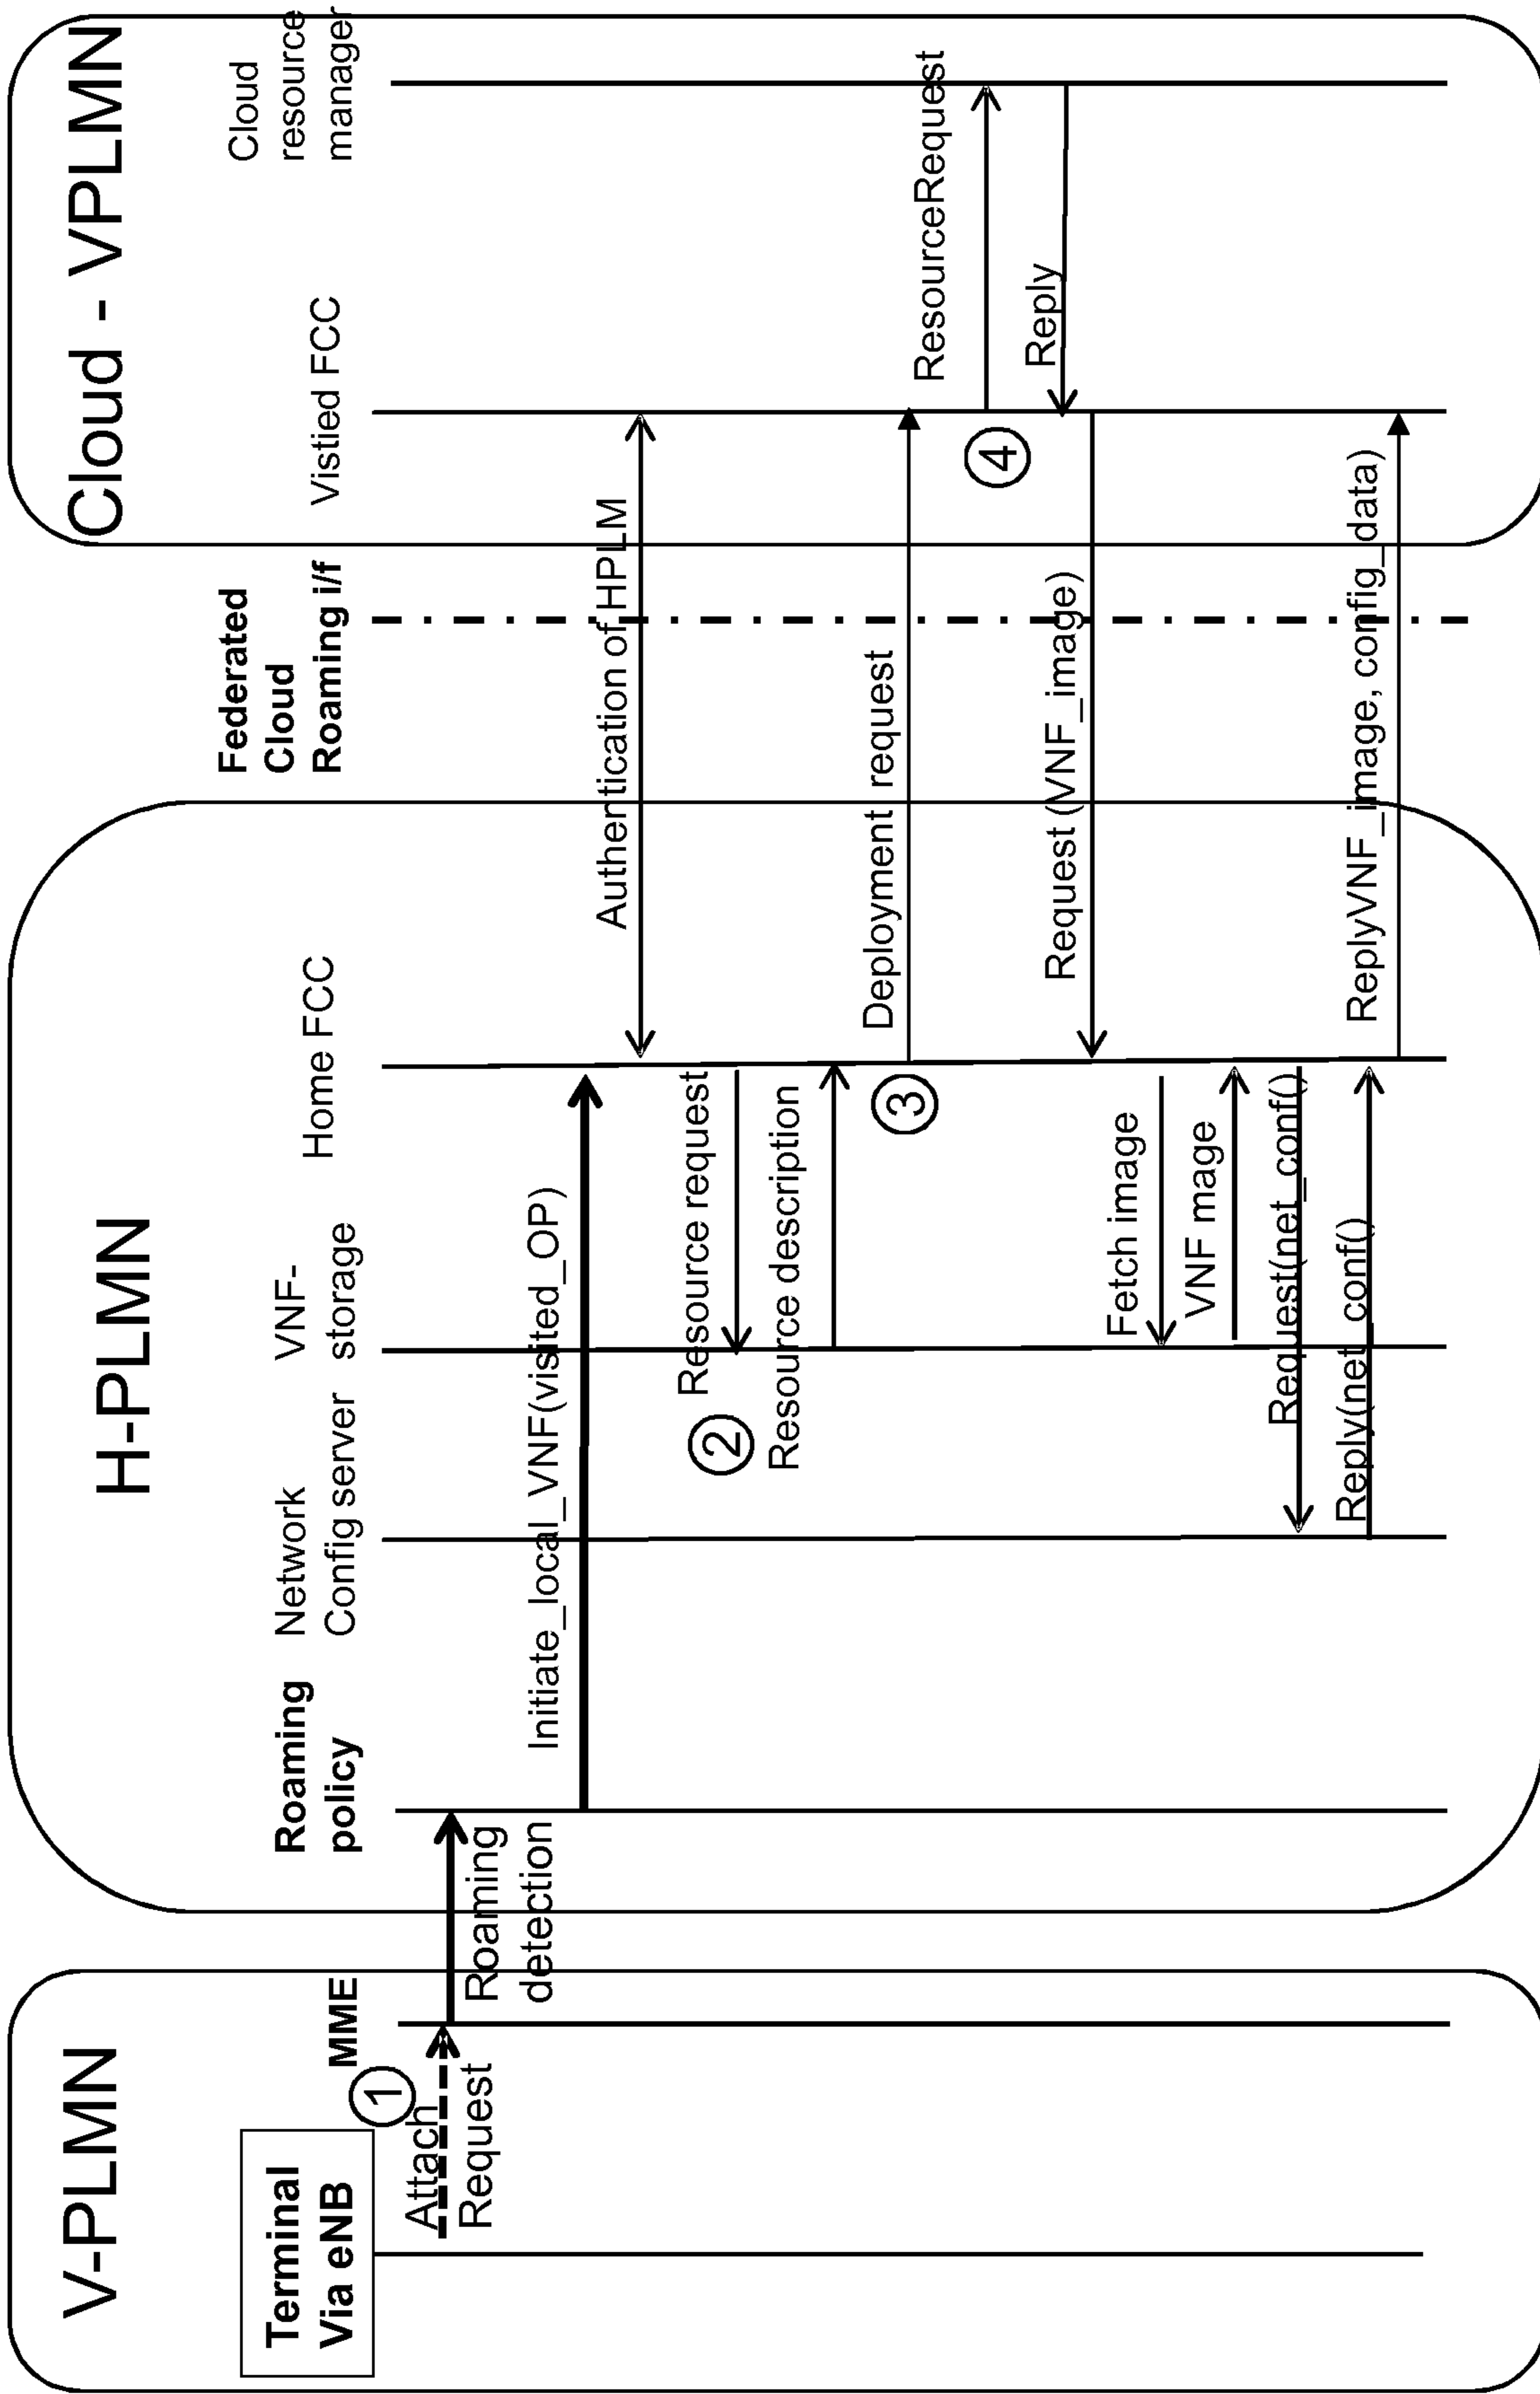 V-PLMN
H-PLMN
Cloud - VPLMN
Terminal
Via eNB
MME
Roaming
policy
Network
Config server
VNF-
storage
Home FCC
Federated
Cloud
Roaming i/f
Vistied FCC
Cloud
resource
manager
1
Attach
Request
Roaming
detection
Initiate_local_VNF(visited_OP)
Authentication of HPLM
2
Resource request
Resource description
3
Deployment request
4
ResourceRequest
Reply
Request (VNF_image)
Fetch image
VNF mage
Request(net_conf()
Reply(net_conf()
ReplyVNF_image, config_data)